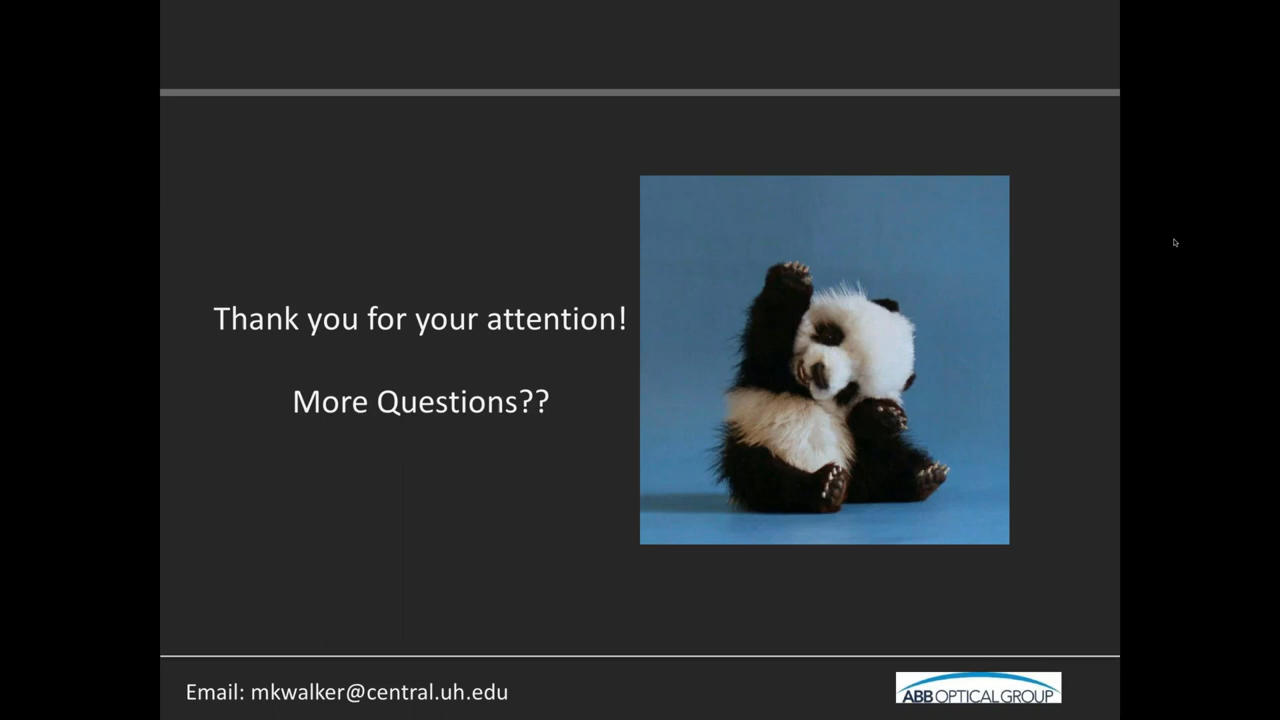 Thank you for your attention!
More Questions??
Email: mkwalker@central.uh.edu
ABB OPTICAL GROUP